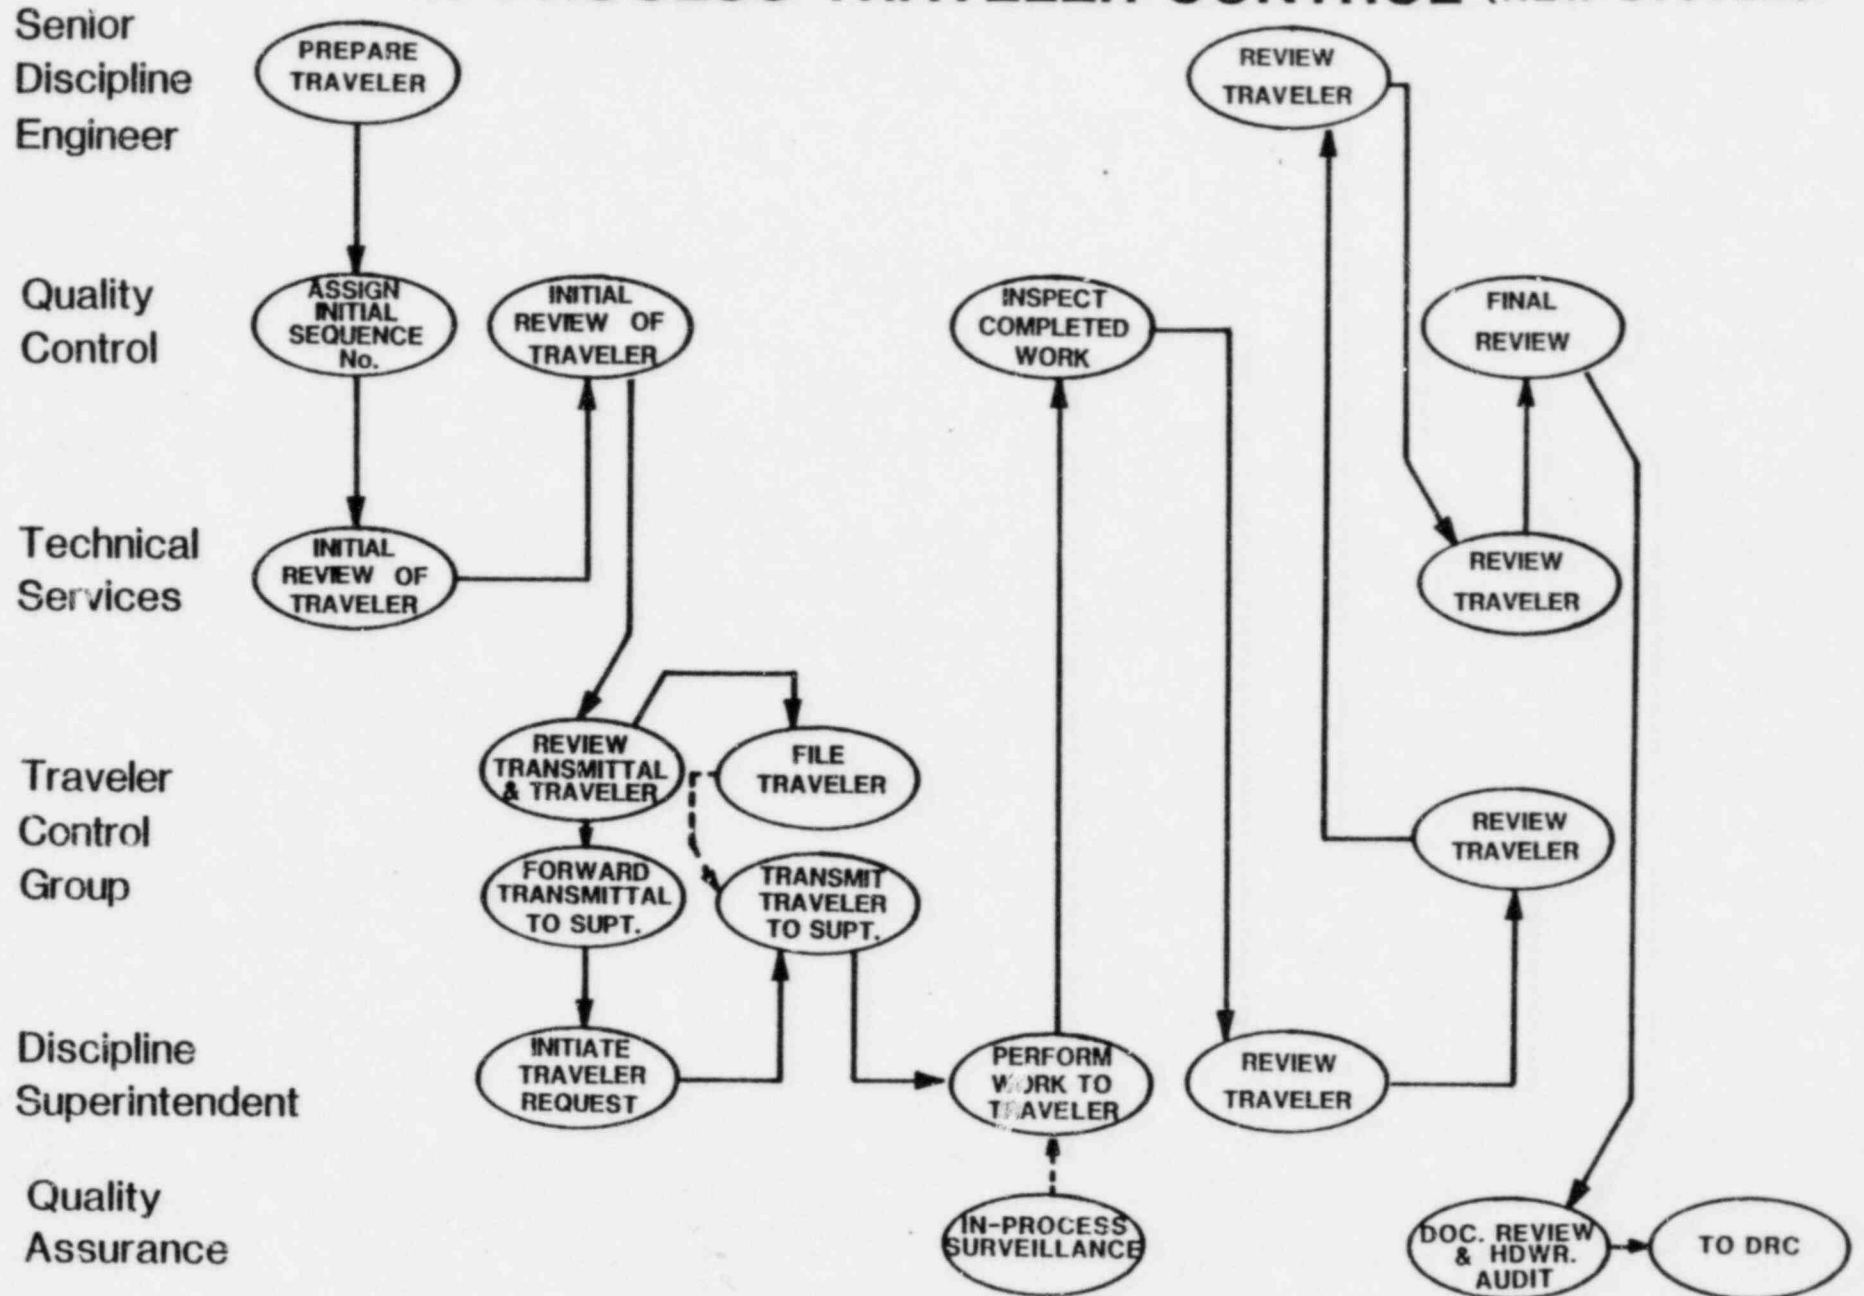 PROCESS TRAVELER CONTROL
Senior
Discipline
Engineer
PREPARE
TRAVELER
REVIEW
TRAVELER
Quality
Control
ASSIGN
INITIAL
SEQUENCE
No.
INITIAL
REVIEW OF
TRAVELER
INSPECT
COMPLETED
WORK
FINAL
REVIEW
Technical
Services
INITIAL
REVIEW OF
TRAVELER
REVIEW
TRAVELER
Traveler
Control
Group
REVIEW
TRANSMITTAL
& TRAVELER
FILE
TRAVELER
REVIEW
TRAVELER
FORWARD
TRANSMITTAL
TO SUPT.
TRANSMIT
TRAVELER
TO SUPT.
Discipline
Superintendent
INITIATE
TRAVELER
REQUEST
PERFORM
WORK TO
TRAVELER
REVIEW
TRAVELER
Quality
Assurance
IN-PROCESS
SURVEILLANCE
DOC. REVIEW
& HDWR.
AUDIT
TO DRC